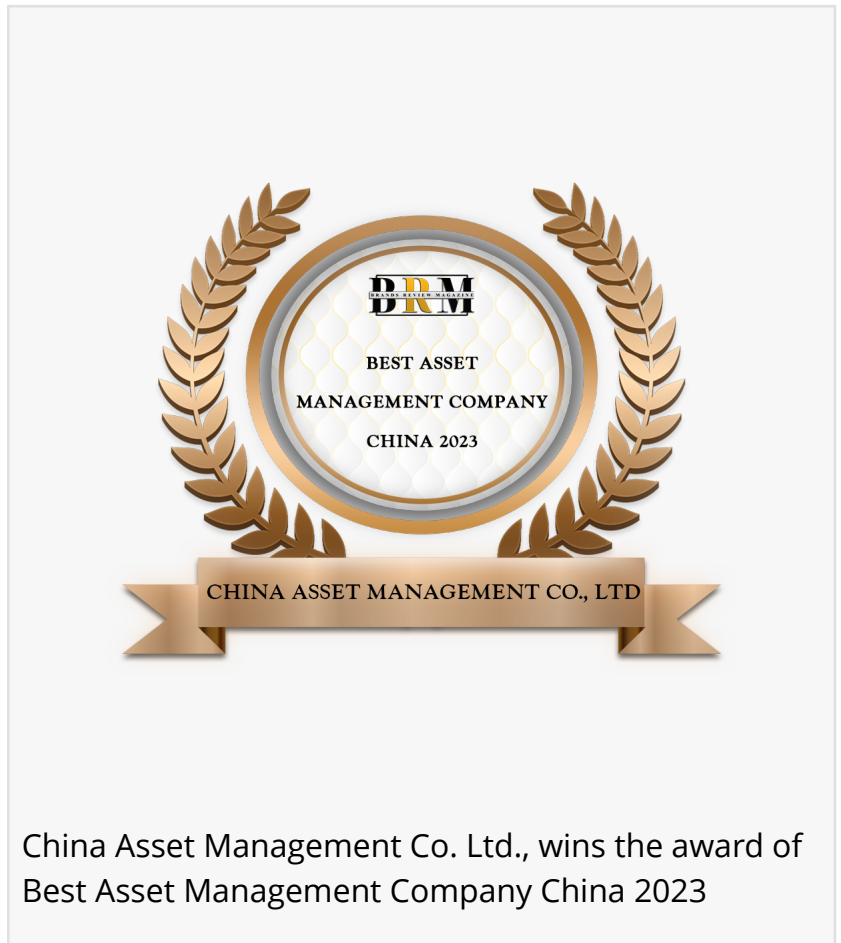 BRM
BRANDS REVIEW MAGAZINE
BEST ASSET
MANAGEMENT COMPANY
CHINA 2023
CHINA ASSET MANAGEMENT CO., LTD
China Asset Management Co. Ltd., wins the award of
Best Asset Management Company China 2023